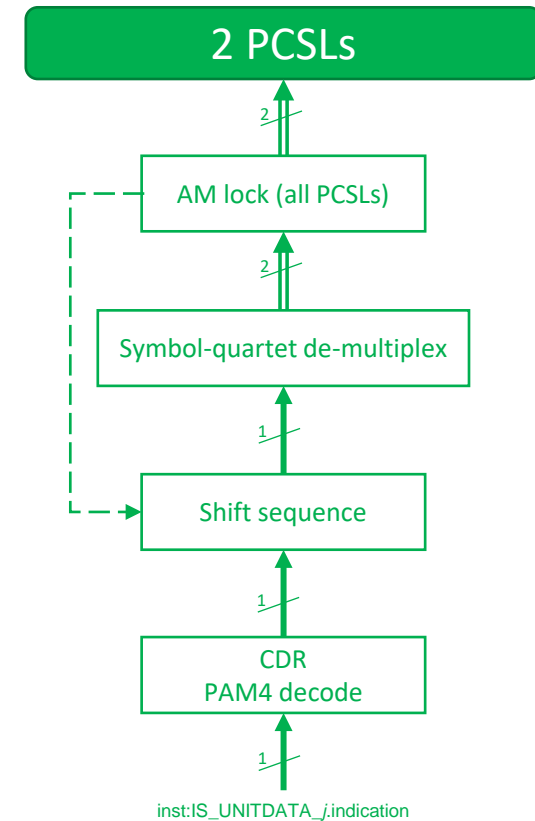 2 PCSLs
2
AM lock (all PCSLs)
2
Symbol-quartet de-multiplex
1
Shift sequence
1
CDR
PAM4 decode
1
inst:IS_UNITDATA_j.indication